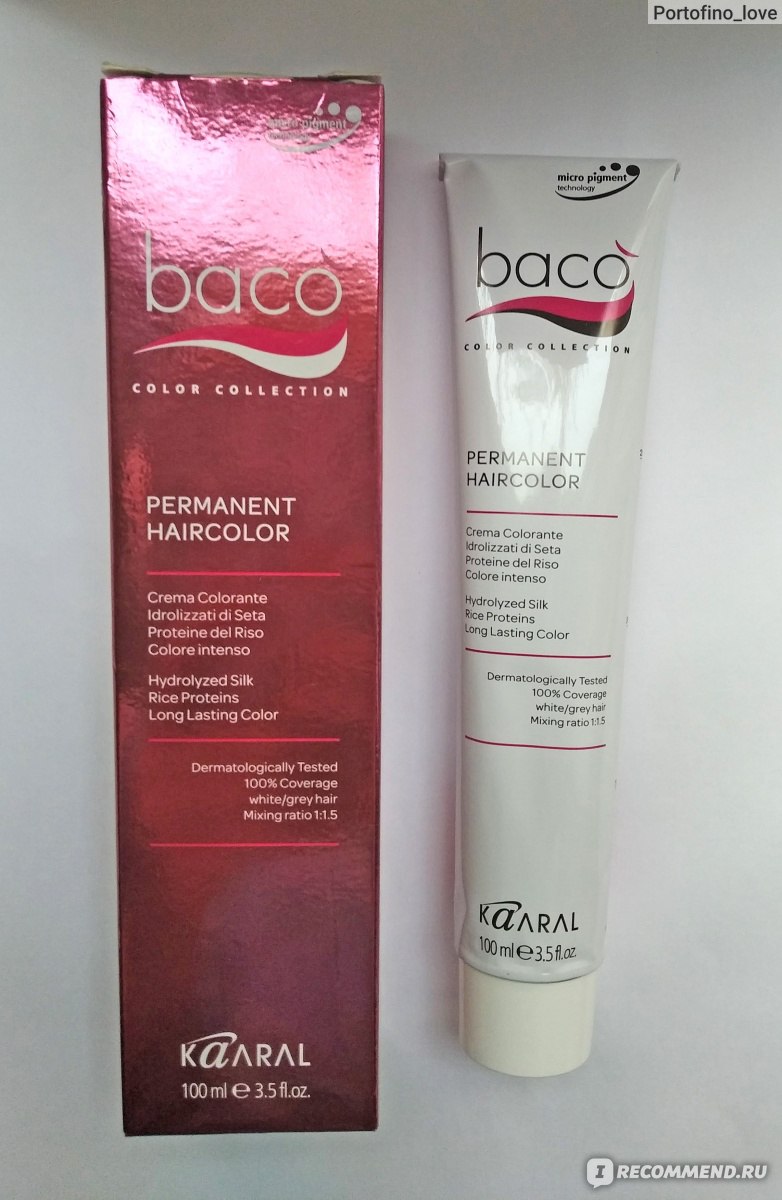 Portofino_love
micro pigment
technology
bacò
COLOR COLLECTION
PERMANENT
HAIRCOLOR
Crema Colorante
Idrolizzati di Seta
Proteine del Riso
Colore intenso
Hydrolyzed Silk
Rice Proteins
Long Lasting Color
Dermatologically Tested
100% Coverage
white/grey hair
Mixing ratio 1:1.5
KaARAL
100 ml e 3.5 fl.oz.
micro pigment
technology
bacò
COLOR COLLECTION
PERMANENT
HAIRCOLOR
Crema Colorante
Idrolizzati di Seta
Proteine del Riso
Colore intenso
Hydrolyzed Silk
Rice Proteins
Long Lasting Color
Dermatologically Tested
100% Coverage
white/grey hair
Mixing ratio 1:1.5
KaARAL
100 ml e 3.5 fl.oz.
I RECOMMEND.RU